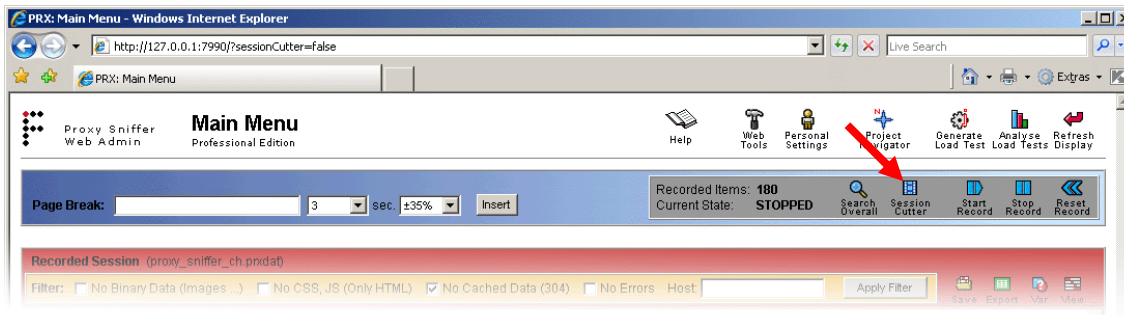 PRX: Main Menu - Windows Internet Explorer
http://127.0.0.1:7990/?sessionCutter=false
Live Search
PRX: Main Menu
Extras
Proxy Sniffer
Web Admin
Main Menu
Professional Edition
Help
Web Tools
Personal Settings
Project Navigator
Generate Load Test
Analyse Load Tests
Refresh Display
Page Break:
3
sec.
±35%
Insert
Recorded Items: 180
Current State: STOPPED
Search Overall
Session Cutter
Start Record
Stop Record
Reset Record
Recorded Session (proxy_sniffer_ch.prxdat)
Filter: No Binary Data (Images ...) No CSS, JS (Only HTML) No Cached Data (304) No Errors Host: Apply Filter
Save Export Var View